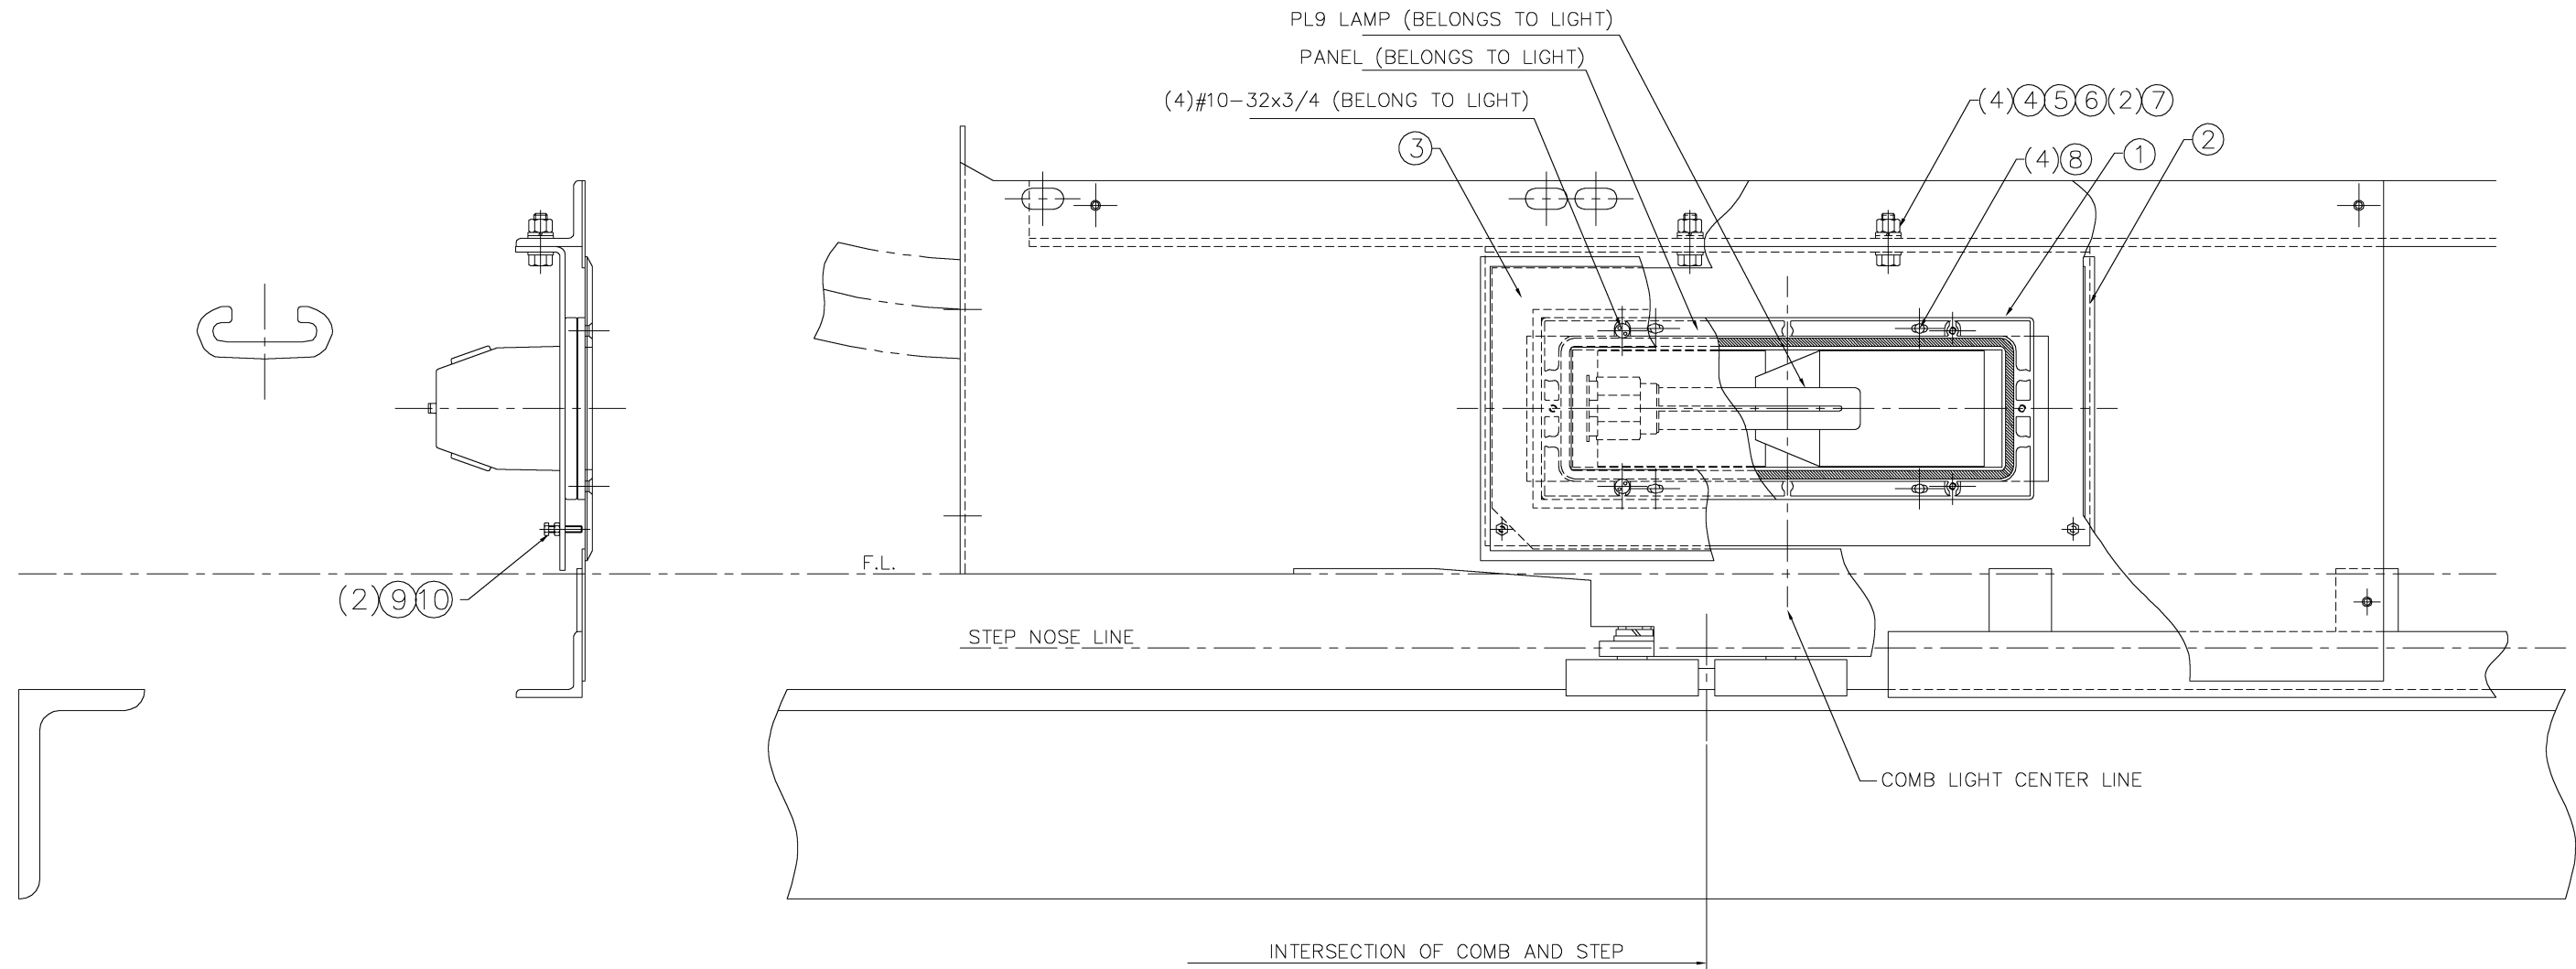 PL9 LAMP (BELONGS TO LIGHT)
PANEL (BELONGS TO LIGHT)
(4)#10-32x3/4 (BELONG TO LIGHT)
(4)4 5 6(2)7
3
2
(4)8
1
F.L.
(2)9 10
STEP NOSE LINE
COMB LIGHT CENTER LINE
INTERSECTION OF COMB AND STEP